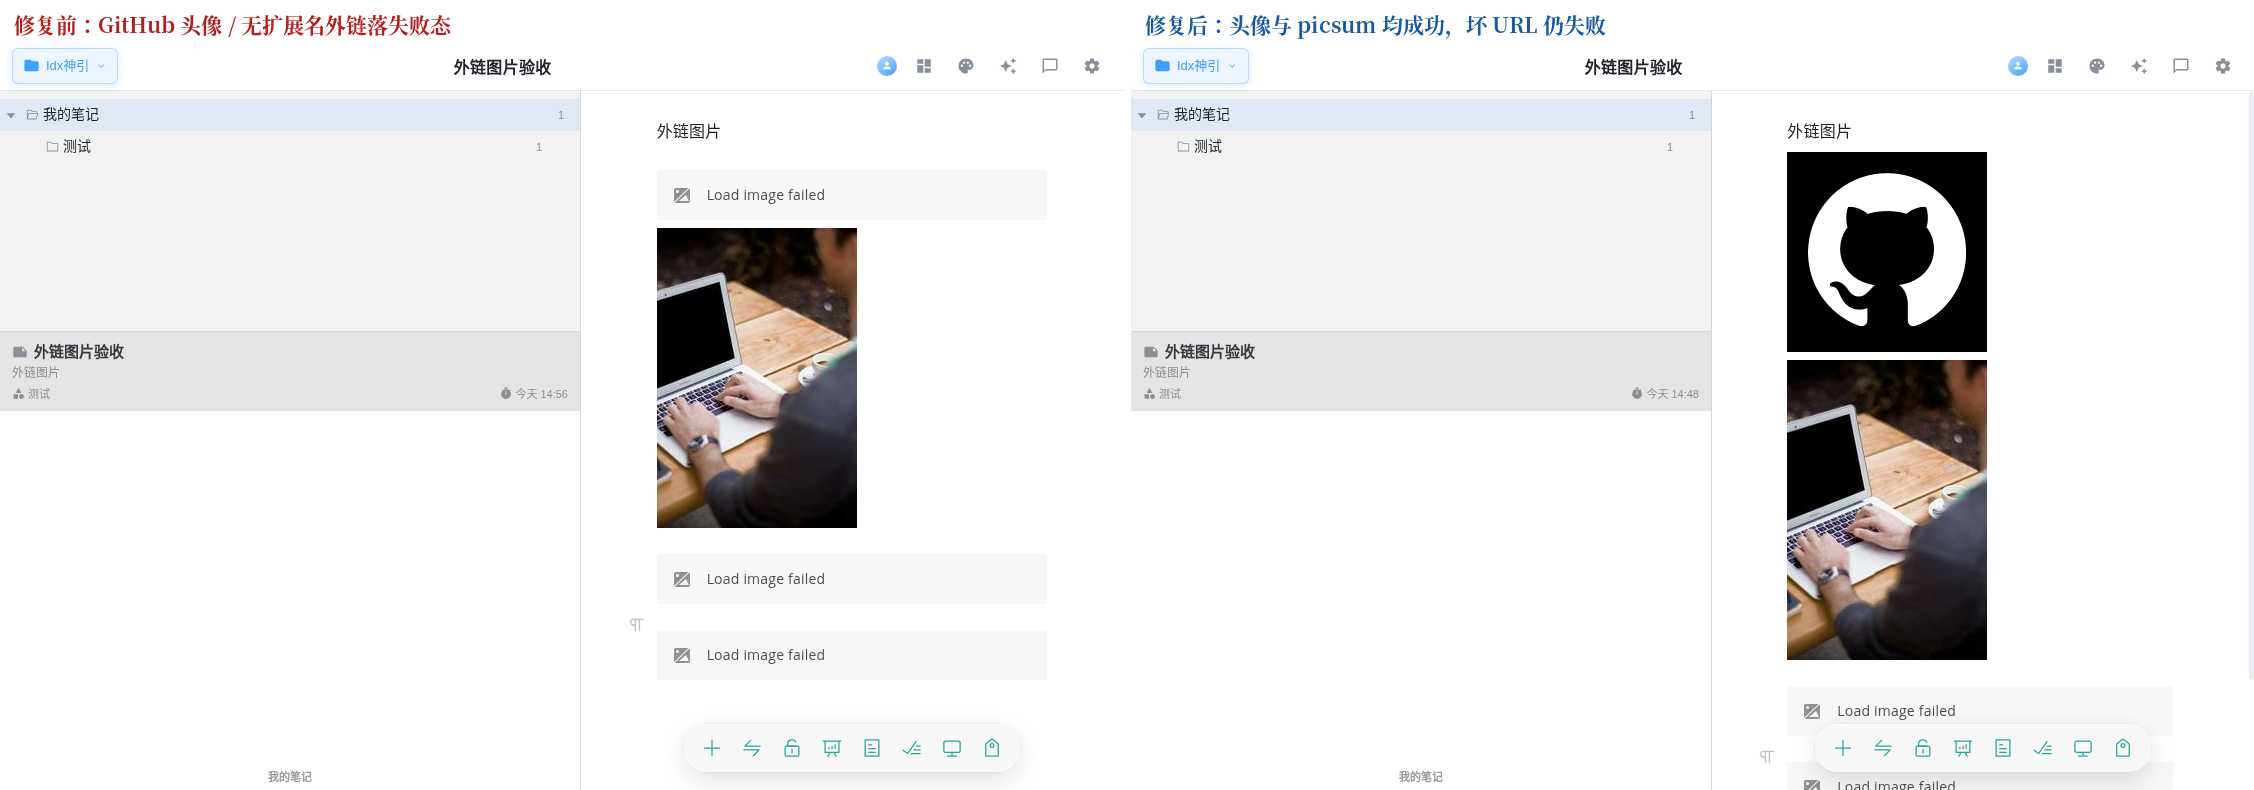 修复前：GitHub 头像 / 无扩展名外链落失败态
Idx神引
外链图片验收
我的笔记
1
测试
1
外链图片验收
外链图片
测试
今天 14:56
我的笔记
外链图片
Load image failed
Load image failed
Load image failed
修复后：头像与 picsum 均成功，坏 URL 仍失败
Idx神引
外链图片验收
我的笔记
1
测试
1
外链图片验收
外链图片
测试
今天 14:48
我的笔记
外链图片
Load image failed
Load image failed